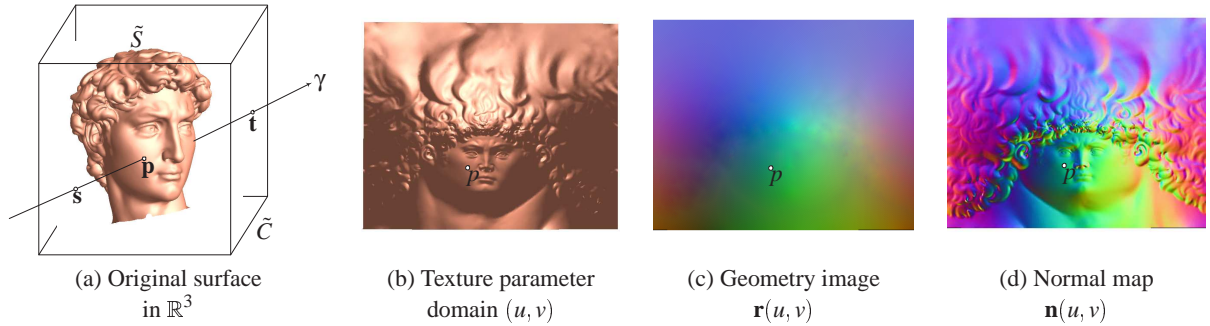 S̃
γ
t
p
s
C̃
p
p
p
(a) Original surface
in ℝ³
(b) Texture parameter
domain (u, v)
(c) Geometry image
r(u, v)
(d) Normal map
n(u, v)